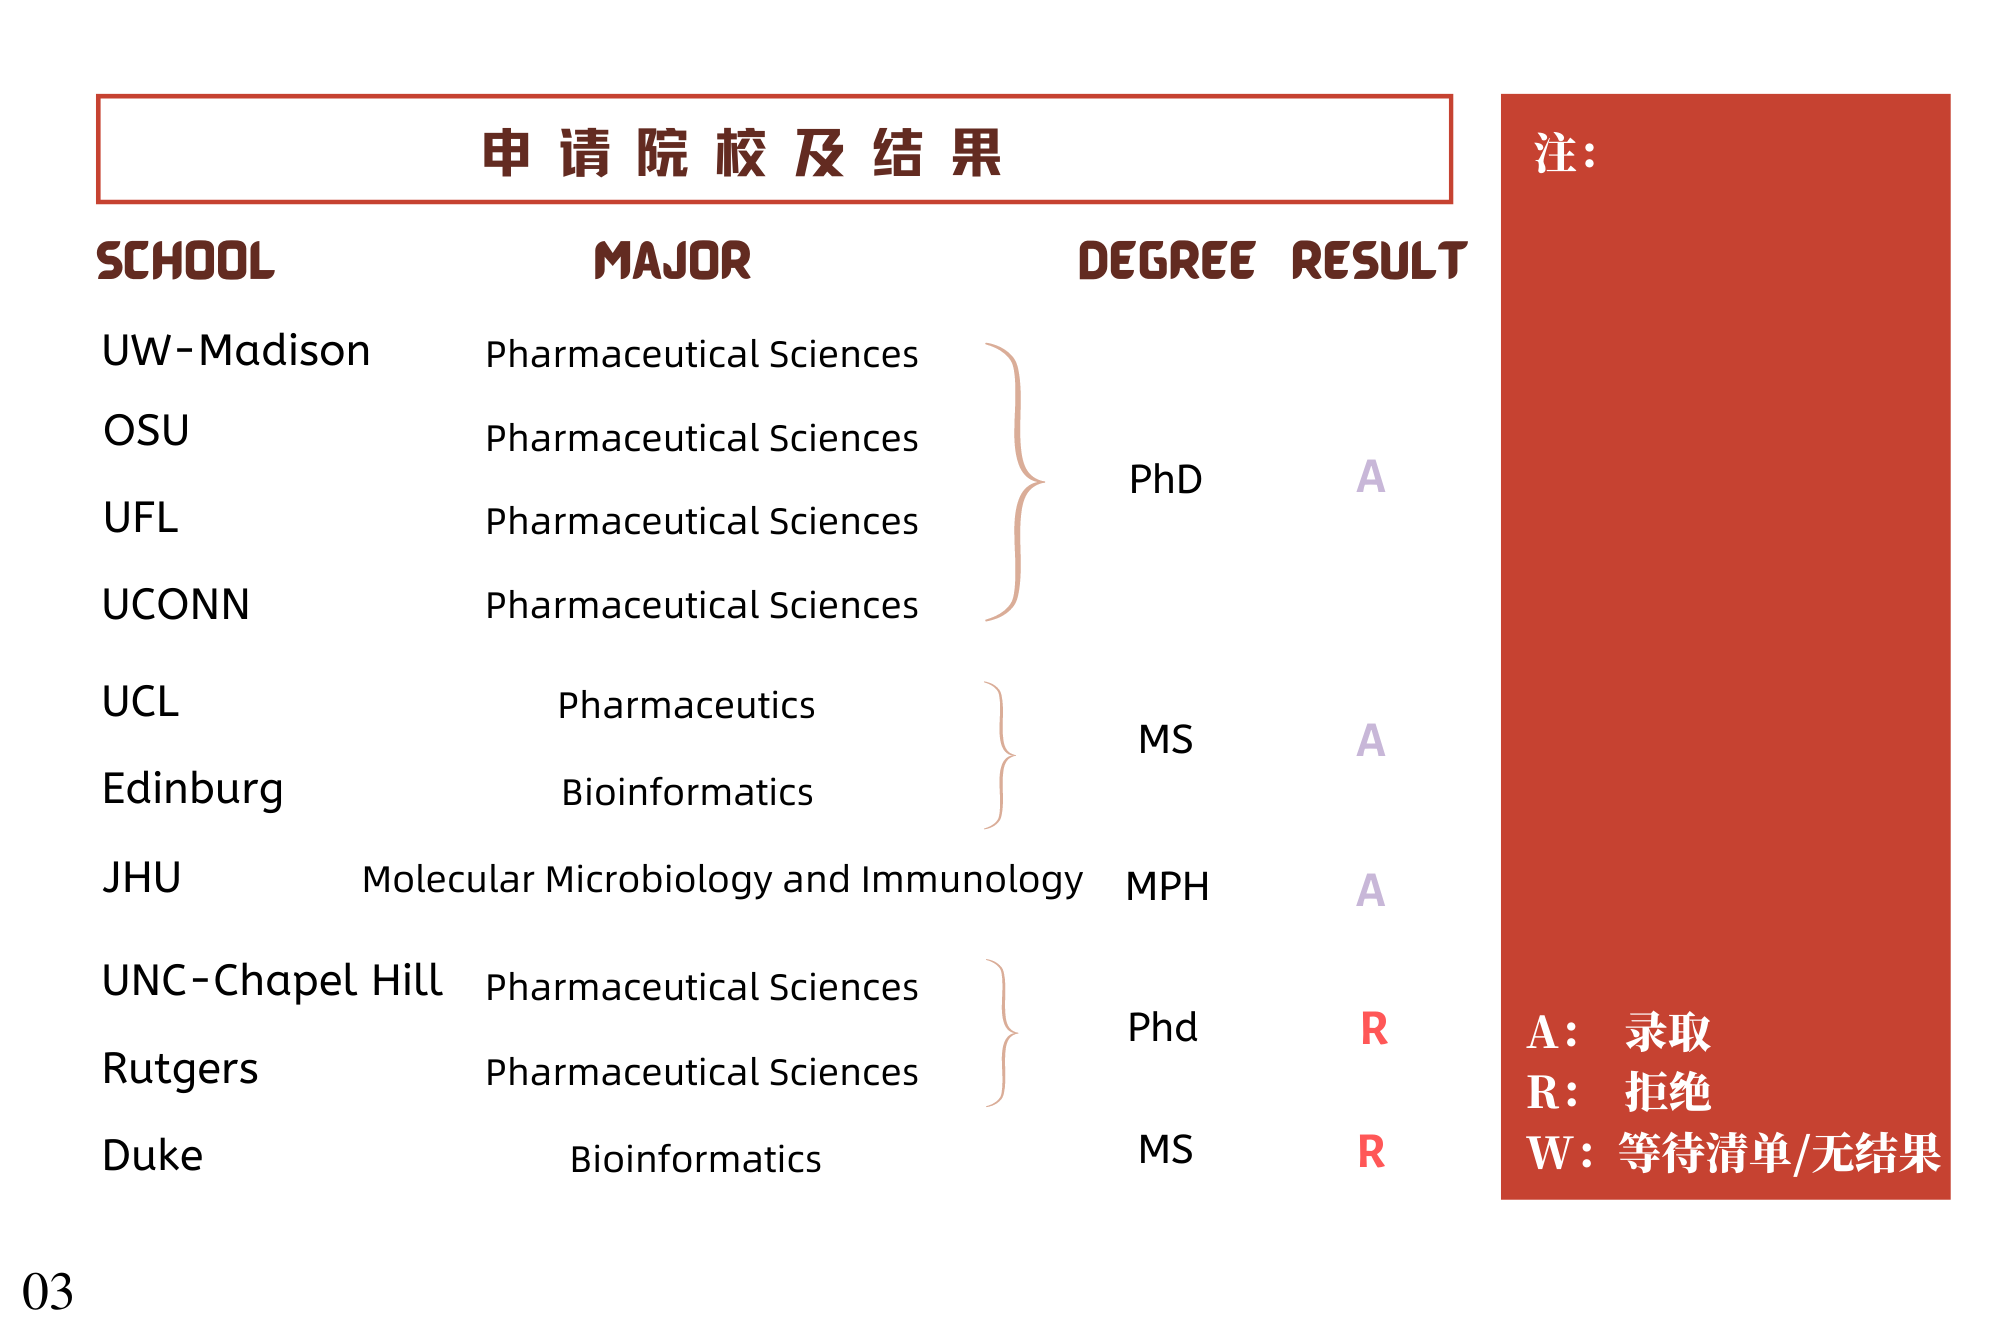 申请院校及结果
注：
SCHOOL MAJOR DEGREE RESULT
UW-Madison Pharmaceutical Sciences
OSU Pharmaceutical Sciences
PhD A
UFL Pharmaceutical Sciences
UCONN Pharmaceutical Sciences
UCL Pharmaceutics
MS A
Edinburg Bioinformatics
JHU Molecular Microbiology and Immunology MPH A
UNC-Chapel Hill Pharmaceutical Sciences
Phd R
Rutgers Pharmaceutical Sciences
Duke Bioinformatics MS R
A： 录取
R： 拒绝
W：等待清单/无结果
03